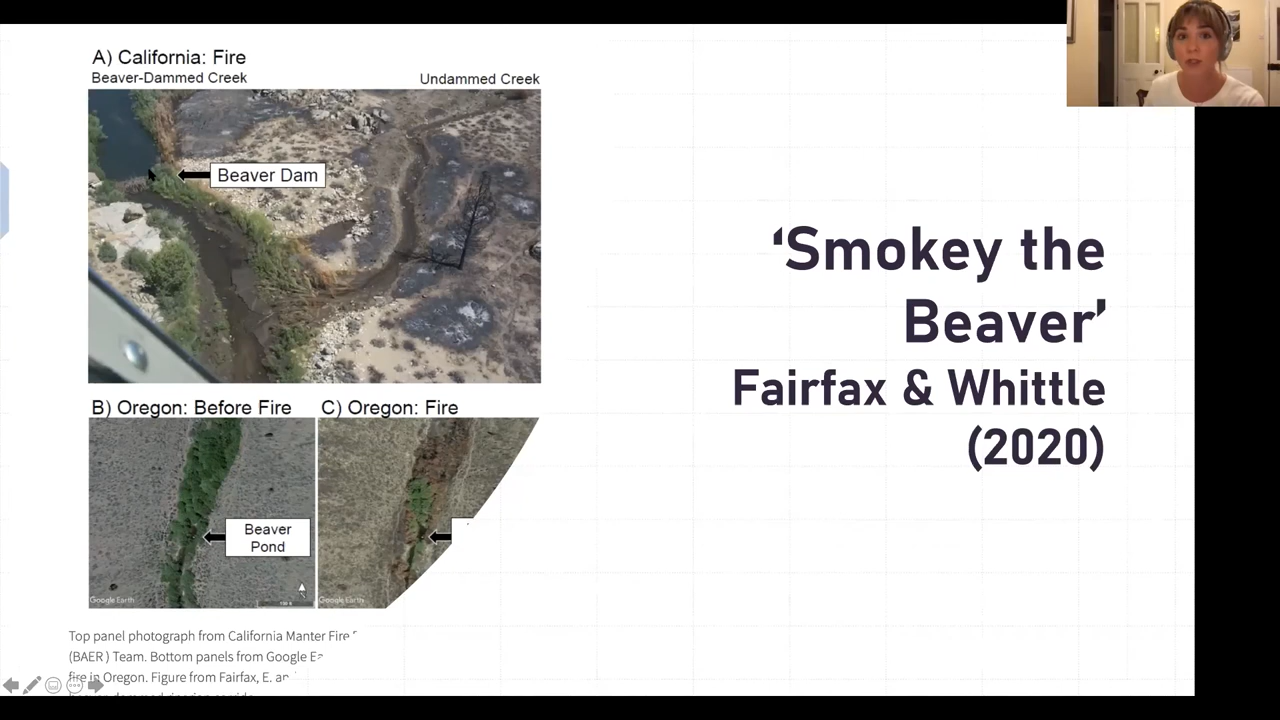 A) California: Fire
Beaver-Dammed Creek
Undammed Creek
Beaver Dam
B) Oregon: Before Fire
C) Oregon: Fire
Beaver
Pond
Google Earth
Google Earth
Top panel photograph from California Manter Fire
(BAER ) Team. Bottom panels from Google
fire in Oregon. Figure from Fairfax, E.
‘Smokey the
Beaver’
Fairfax & Whittle
(2020)